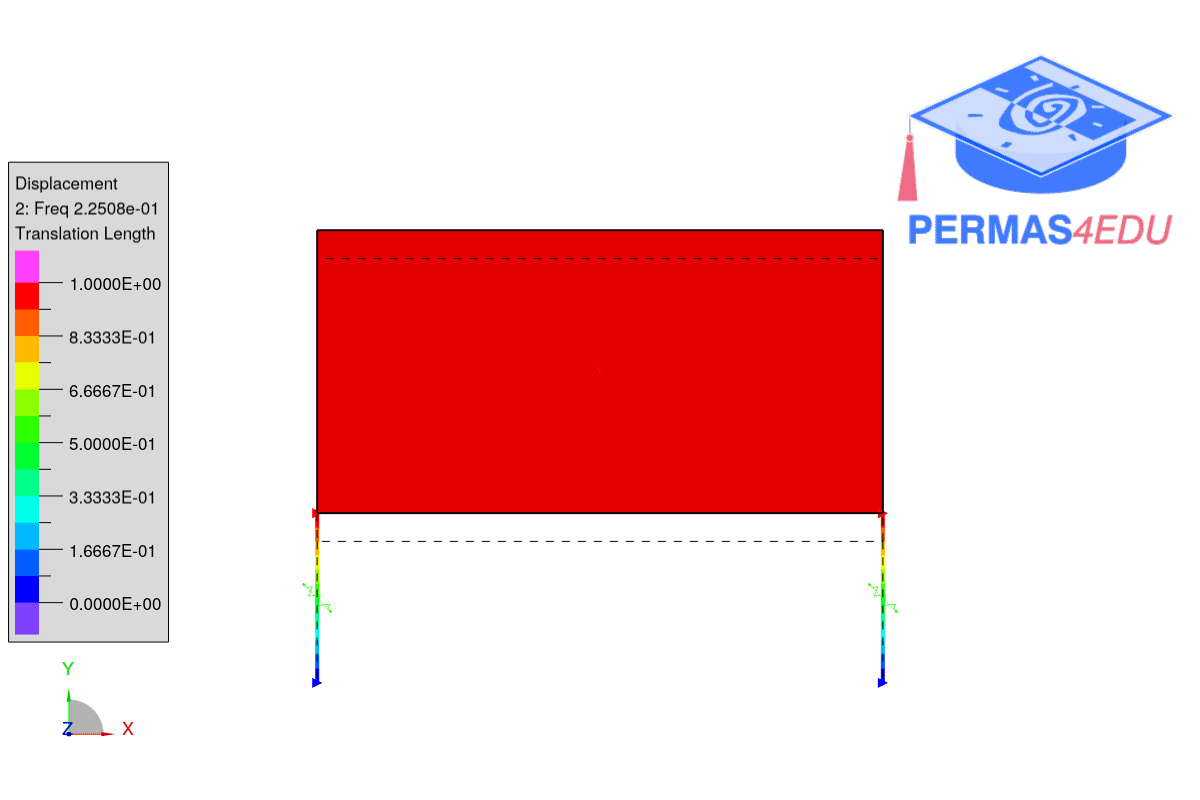 PERMAS4EDU
Displacement
2: Freq 2.2508e-01
Translation Length
1.0000E+00
8.3333E-01
6.6667E-01
5.0000E-01
3.3333E-01
1.6667E-01
0.0000E+00
Y
Z X